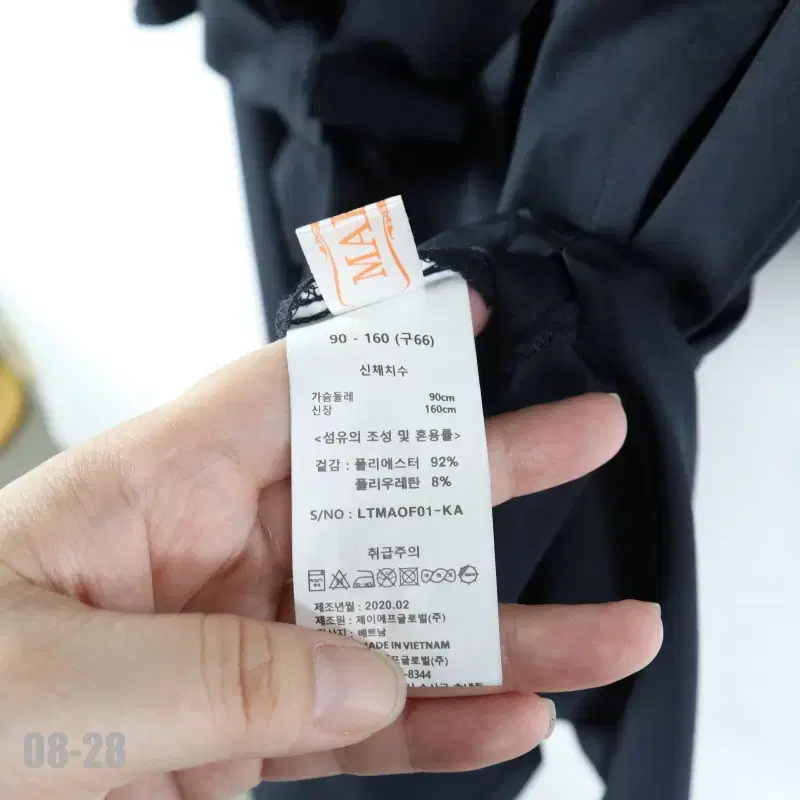 90 - 160 (구66)
신체치수
가슴둘레 90cm
신장 160cm
<섬유의 조성 및 혼용률>
겉감 : 폴리에스터 92%
폴리우레탄 8%
S/NO : LTMAOF01-KA
취급주의
제조년월 : 2020.02
제조원 : 제이에프글로벌(주)
베트남
MADE IN VIETNAM
프글로벌(주)
-8344
08-28